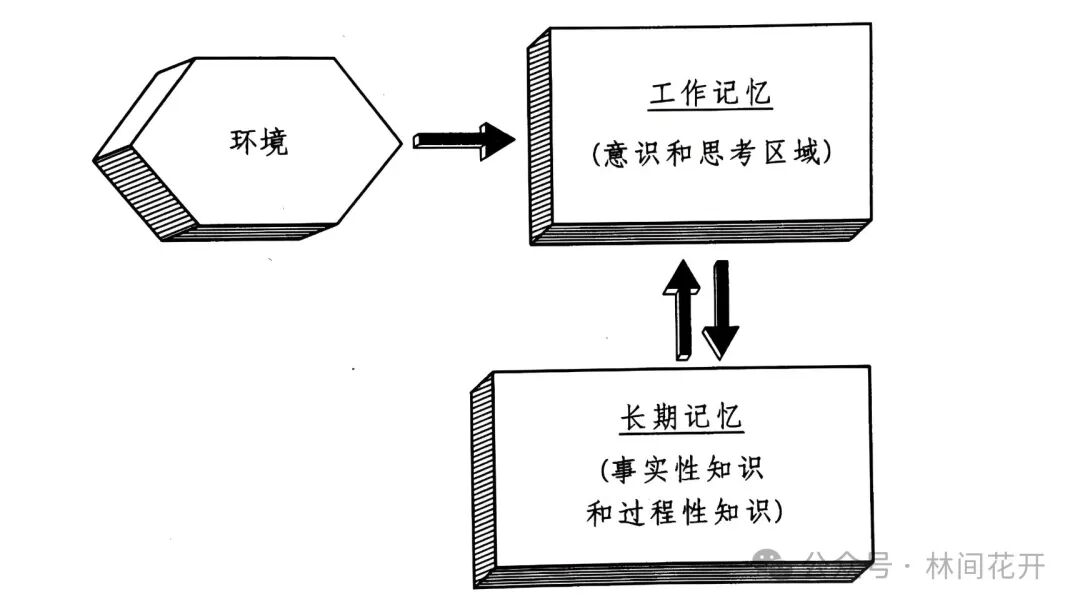 环境
工作记忆
(意识和思考区域)
长期记忆
(事实性知识
和过程性知识)
公众号·林间花开